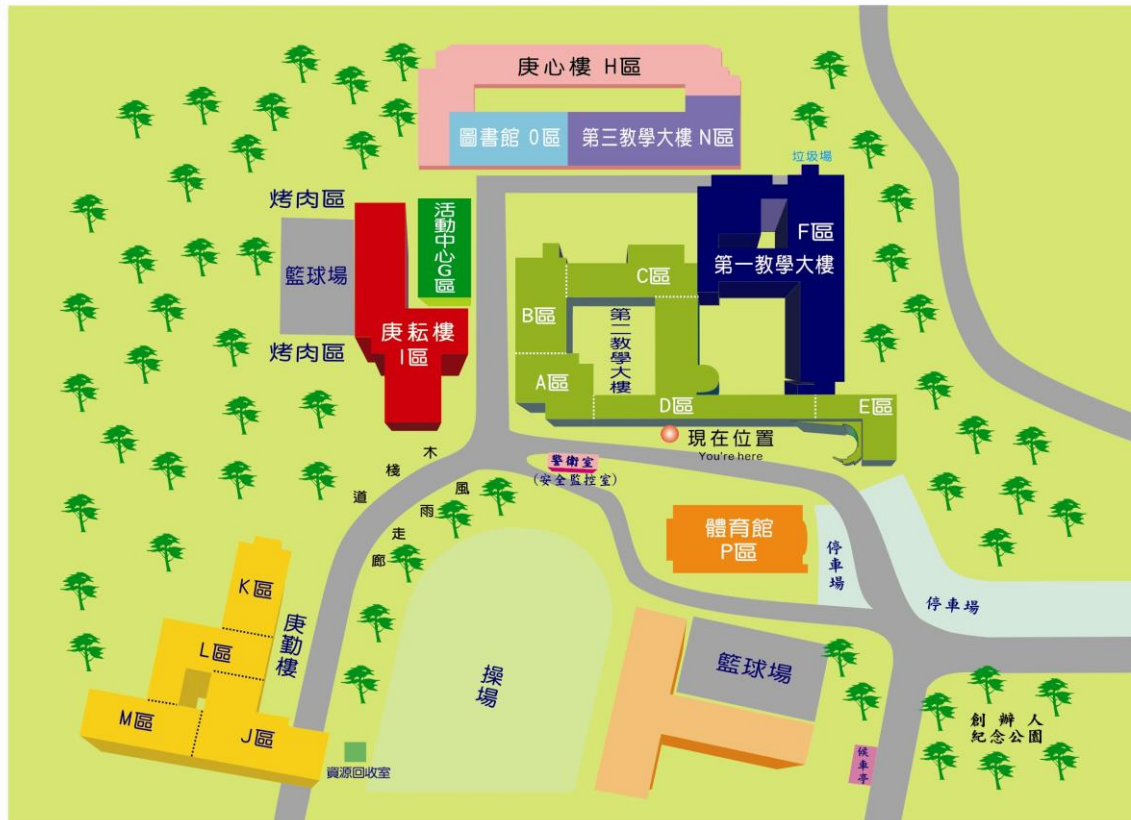 庚心樓 H區
圖書館 O區
第三教學大樓 N區
垃圾場
烤肉區
活動中心G區
籃球場
F區
第一教學大樓
C區
B區
第二教學大樓
庚耘樓
I區
烤肉區
A區
D區
E區
現在位置
You're here
木棧道
警衛室
(安全監控室)
風雨走廊
體育館
P區
停車場
停車場
K區
L區
庚勤樓
M區
J區
操場
籃球場
資源回收室
候車亭
創辦人
紀念公園